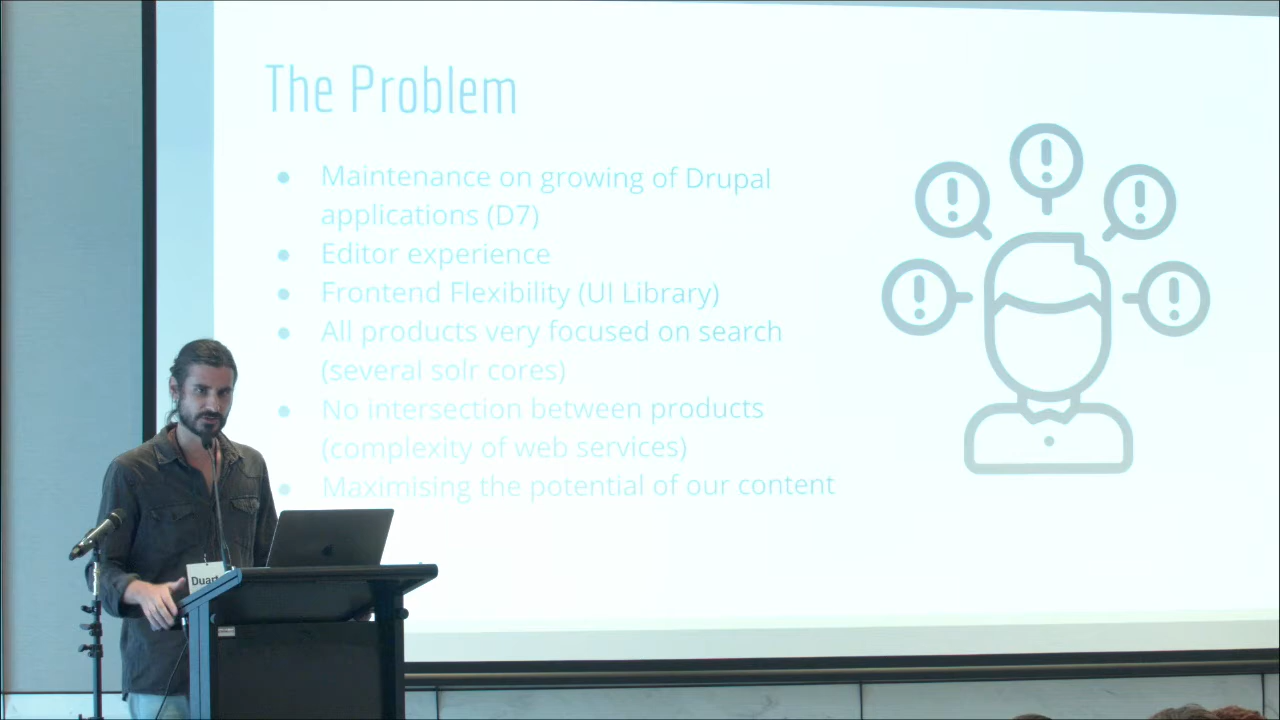 The Problem
Maintenance on growing of Drupal
applications (D7)
Editor experience
Frontend Flexibility (UI Library)
All products very focused on search
(several solr cores)
No intersection between products
(complexity of web services)
Maximising the potential of our content